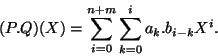 (P.Q)(X) = \sum_{i=0}^{n+m} \sum_{k=0}^{i} a_k.b_{i-k}X^i.